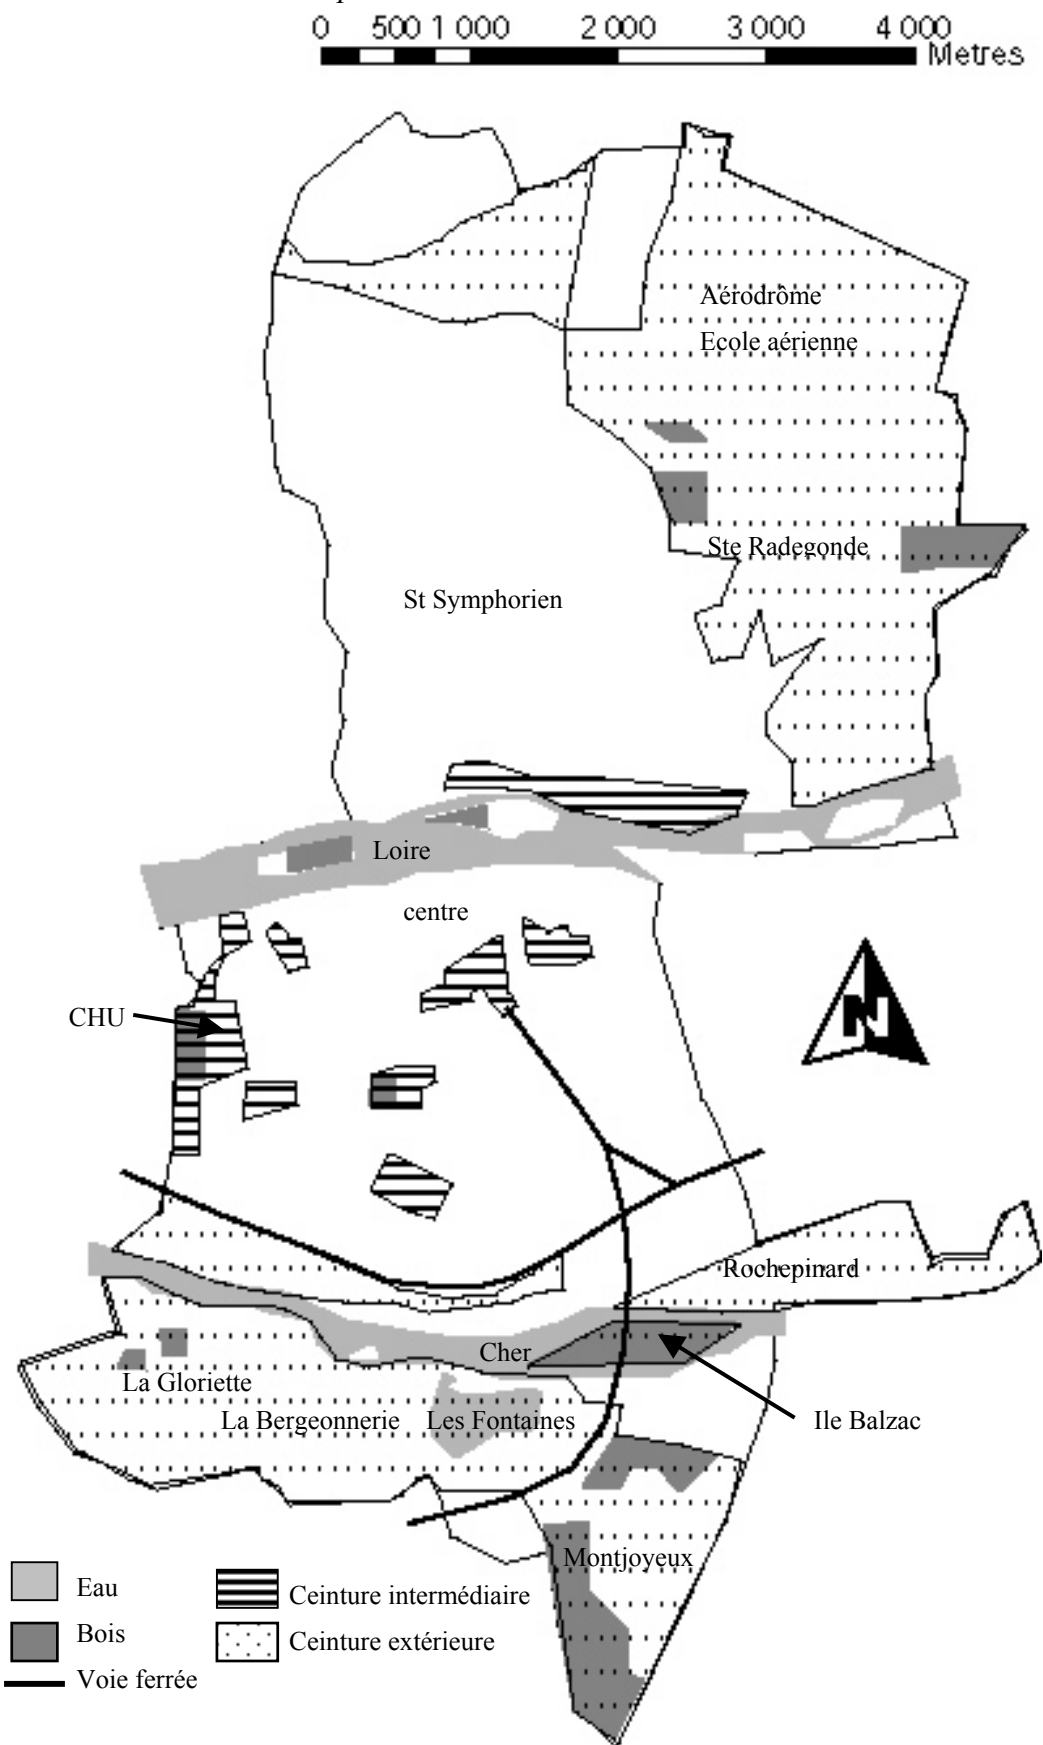 0 500 1 000 2 000 3 000 4 000
Metres
Aérodrôme
Ecole aérienne
Ste Radegonde
St Symphorien
Loire
centre
CHU
N
Rochepinard
Cher
La Gloriette
La Bergeonnerie
Les Fontaines
Ile Balzac
Montjoyeux
Eau
Ceinture intermédiaire
Bois
Ceinture extérieure
Voie ferrée